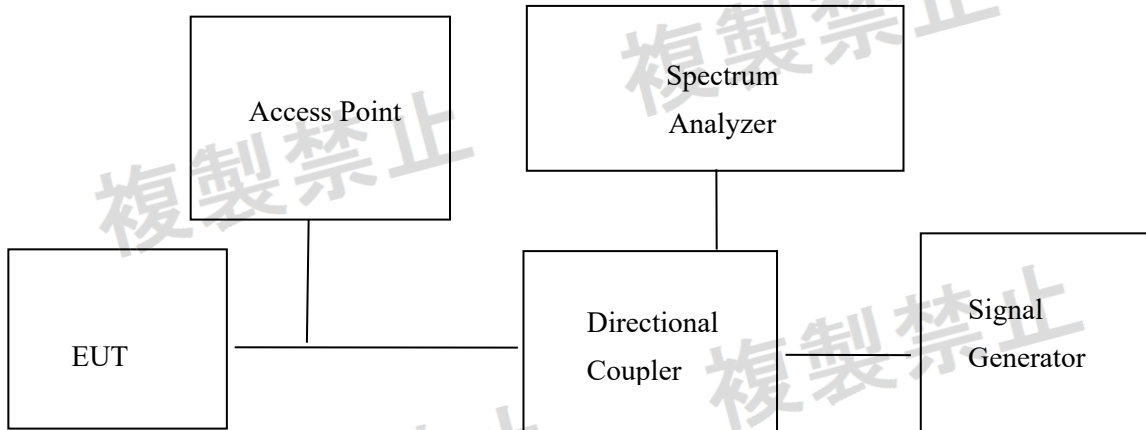 Access Point
Spectrum
Analyzer
EUT
Directional
Coupler
Signal
Generator
複製禁止
複製禁止
複製禁止